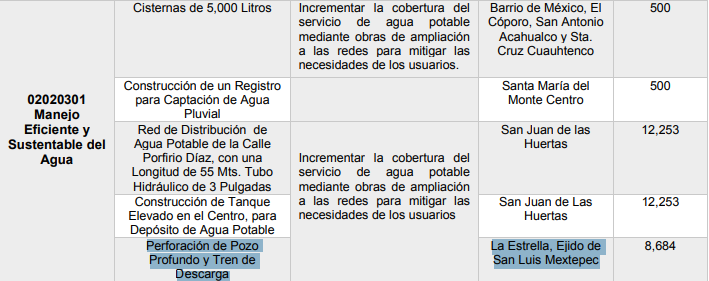 Cisternas de 5,000 Litros
Incrementar la cobertura del
servicio de agua potable
mediante obras de ampliación
a las redes para mitigar las
necesidades de los usuarios.
Barrio de México, El
Cóporo, San Antonio
Acahualco y Sta.
Cruz Cuauhtenco
500
02020301
Manejo
Eficiente y
Sustentable del
Agua
Construcción de un Registro
para Captación de Agua
Pluvial
Santa María del
Monte Centro
500
Red de Distribución de
Agua Potable de la Calle
Porfirio Díaz, con una
Longitud de 55 Mts. Tubo
Hidráulico de 3 Pulgadas
Incrementar la cobertura del
servicio de agua potable
mediante obras de ampliación
a las redes para mitigar las
necesidades de los usuarios
San Juan de las
Huertas
12,253
Construcción de Tanque
Elevado en el Centro, para
Depósito de Agua Potable
San Juan de Las
Huertas
12,253
Perforación de Pozo
Profundo y Tren de
Descarga
La Estrella, Ejido de
San Luis Mextepec
8,684